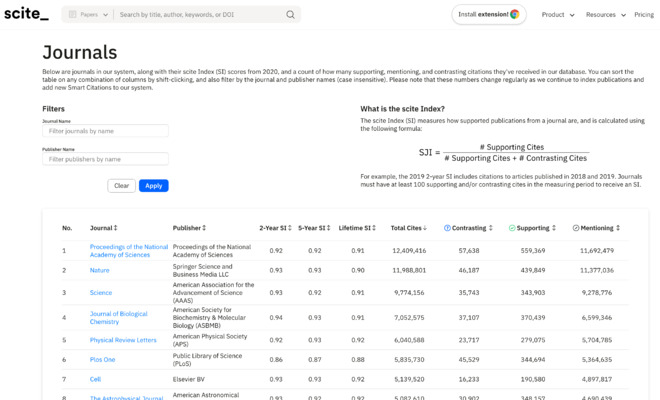 scite_
Papers
Search by title, author, keywords, or DOI
Install extension!
Product
Resources
Pricing
Journals
Below are journals in our system, along with their scite Index (SI) scores from 2020, and a count of how many supporting, mentioning, and contrasting citations they've received in our database. You can sort
the table on any combination of columns by shift-clicking, and also filter by the journal and publisher names (case insensitive). Please note that these numbers change regularly as we continue to index publications and
add new Smart Citations to our system.
Filters
Journal Name
Filter journals by name
Publisher Name
Filter publishers by name
Clear
Apply
What is the scite Index?
The scite Index (SI) measures how supported publications from a journal are, and is calculated using
the following formula:
SJI = # Supporting Cites
# Supporting Cites + # Contrasting Cites
For example, the 2019 2-year SI includes citations to articles published in 2018 and 2019. Journals
must have at least 100 supporting and/or contrasting cites in the measuring period to receive an SI.
No. Journal Publisher 2-Year SI 5-Year SI Lifetime SI Total Cites↓ Contrasting Supporting Mentioning
1 Proceedings of the National Academy of Sciences Proceedings of the National Academy of Sciences 0.92 0.92 0.91 12,409,416 57,638 559,369 11,692,479
2 Nature Springer Science and Business Media LLC 0.93 0.93 0.90 11,988,801 46,187 439,849 11,377,036
3 Science American Association for the Advancement of Science (AAAS) 0.93 0.92 0.91 9,774,156 35,743 343,903 9,278,776
4 Journal of Biological Chemistry American Society for Biochemistry & Molecular Biology (ASBMB) 0.94 0.93 0.91 7,052,575 37,107 370,439 6,599,346
5 Physical Review Letters American Physical Society (APS) 0.92 0.93 0.92 6,040,588 23,717 279,075 5,704,785
6 Plos One Public Library of Science (PLoS) 0.86 0.87 0.88 5,835,730 45,529 344,694 5,364,635
7 Cell Elsevier BV 0.93 0.93 0.92 5,139,520 16,233 190,580 4,897,817
8 The Astrophysical Journal American Astronomical 0.93 0.92 0.92 5,082,610 30,902 348,152 4,690,439